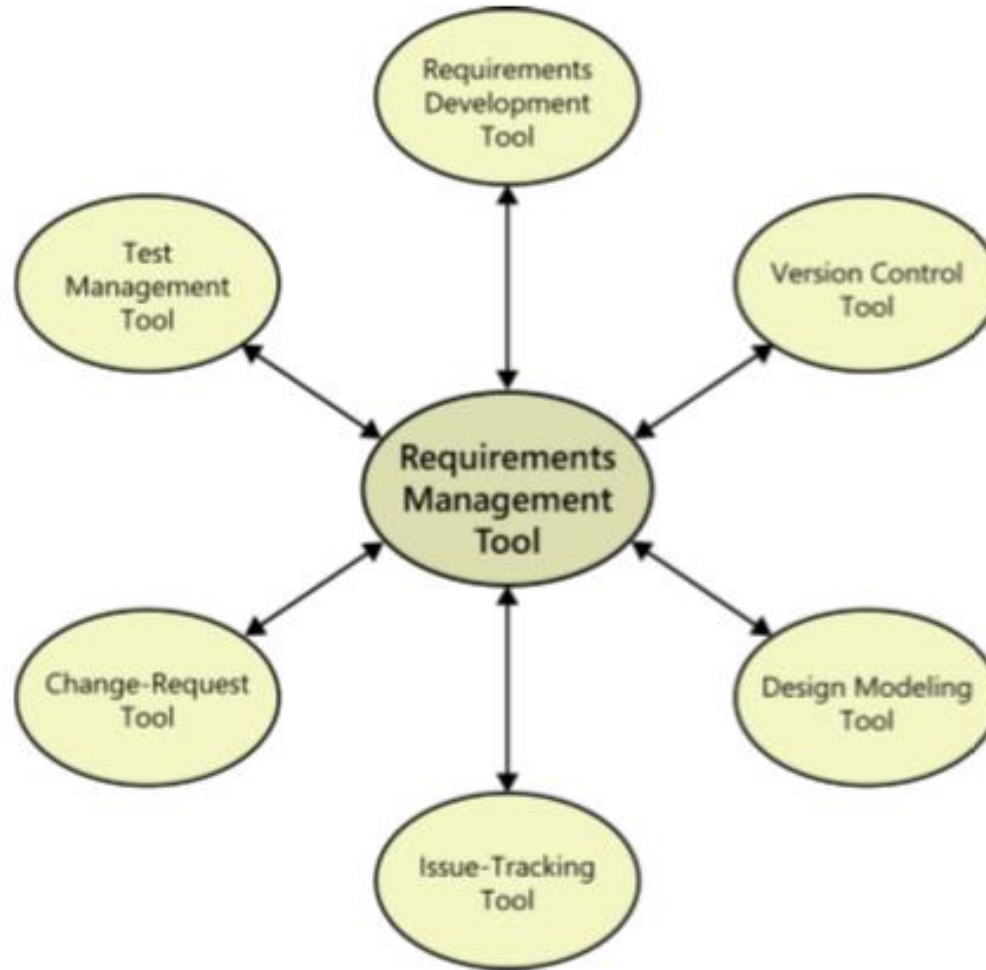 Requirements
Development
Tool
Test
Management
Tool
Version Control
Tool
Requirements
Management
Tool
Change-Request
Tool
Design Modeling
Tool
Issue-Tracking
Tool